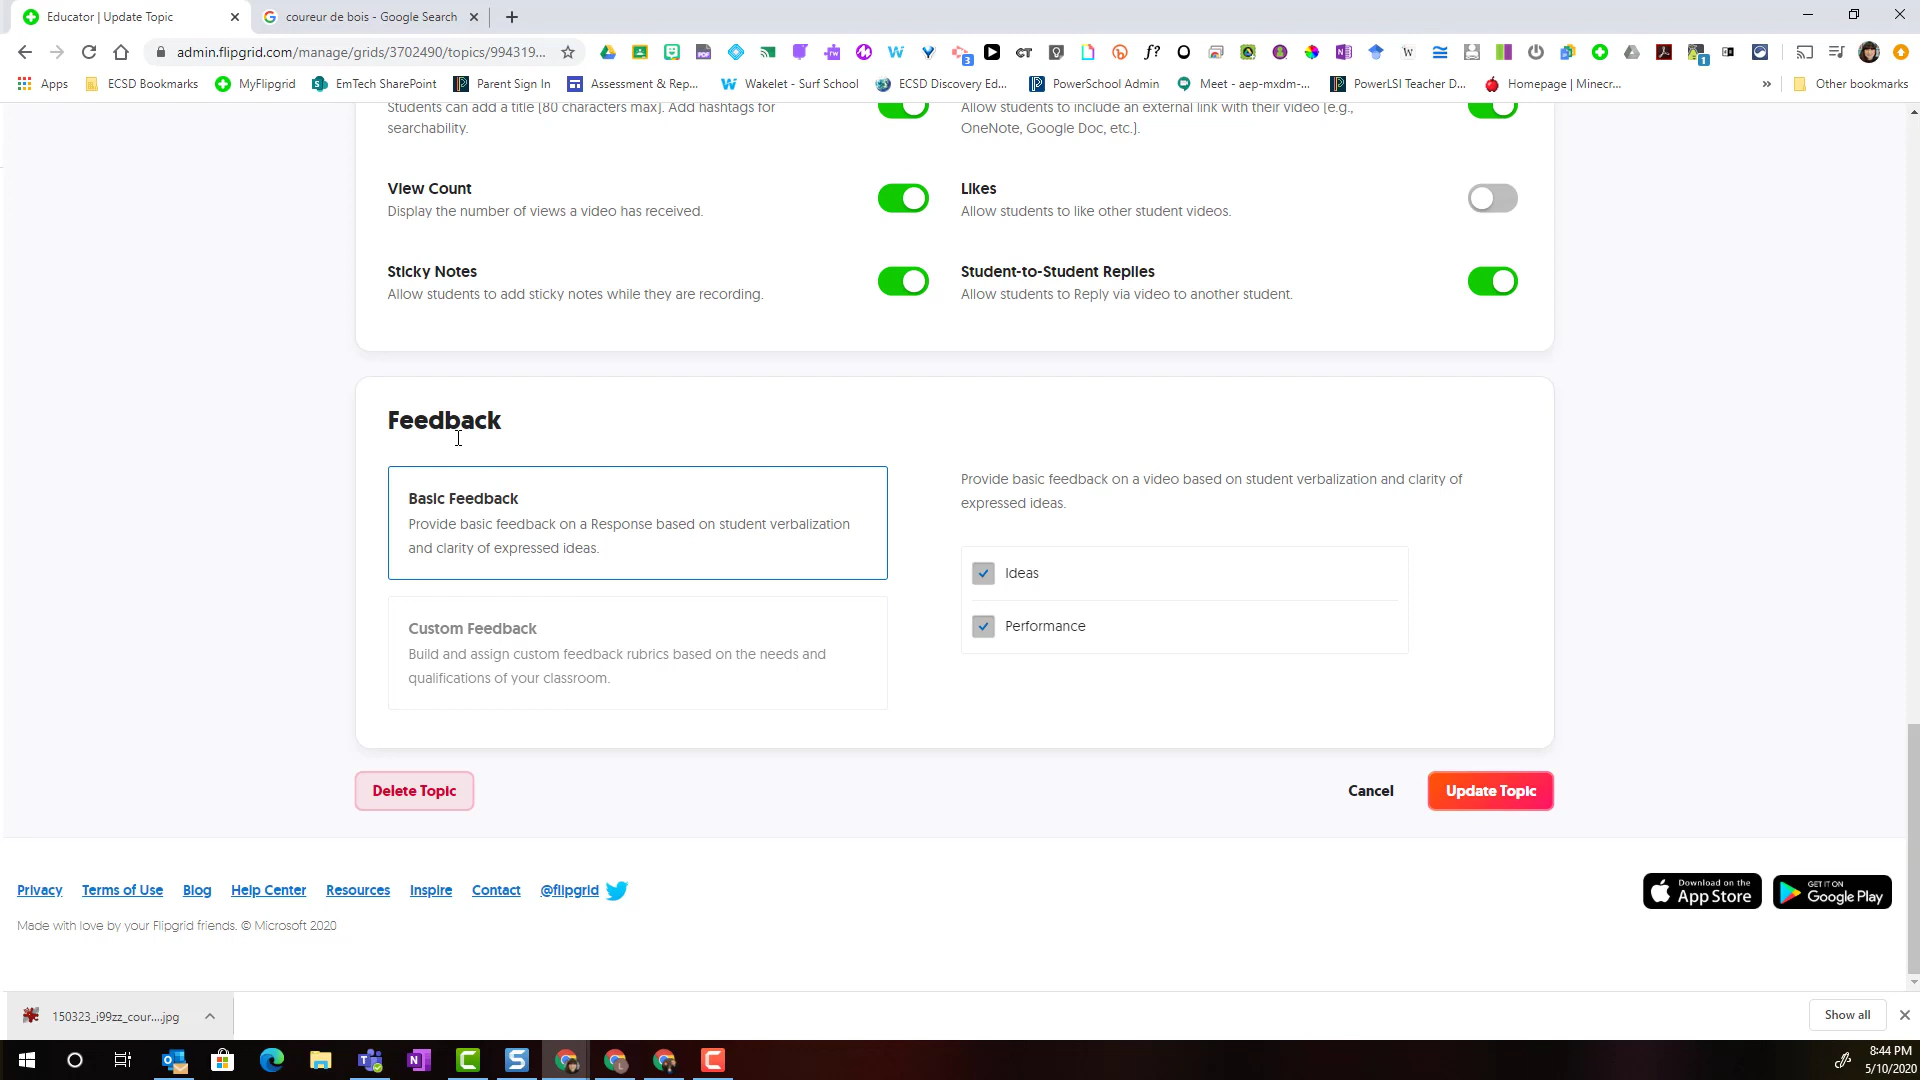 Educator | Update Topic
coureur de bois - Google Search
admin.flipgrid.com/manage/grids/3702490/topics/994319...
Apps
ECSD Bookmarks
MyFlipgrid
EmTech SharePoint
Parent Sign In
Assessment & Rep...
Wakelet - Surf School
ECSD Discovery Ed...
PowerSchool Admin
Meet - aep-mxdm-...
PowerLSI Teacher D...
Homepage | Minecr...
»
Other bookmarks
Students can add a title (80 characters max). Add hashtags for
searchability.
Allow students to include an external link with their video (e.g.,
OneNote, Google Doc, etc.).
View Count
Display the number of views a video has received.
Likes
Allow students to like other student videos.
Sticky Notes
Allow students to add sticky notes while they are recording.
Student-to-Student Replies
Allow students to Reply via video to another student.
Feedback
Basic Feedback
Provide basic feedback on a Response based on student verbalization
and clarity of expressed ideas.
Custom Feedback
Build and assign custom feedback rubrics based on the needs and
qualifications of your classroom.
Provide basic feedback on a video based on student verbalization and clarity of
expressed ideas.
Ideas
Performance
Delete Topic
Cancel
Update Topic
Privacy
Terms of Use
Blog
Help Center
Resources
Inspire
Contact
@flipgrid
Made with love by your Flipgrid friends. © Microsoft 2020
Download on the
App Store
GET IT ON
Google Play
150323_i99zz_cour....jpg
Show all
8:44 PM
5/10/2020